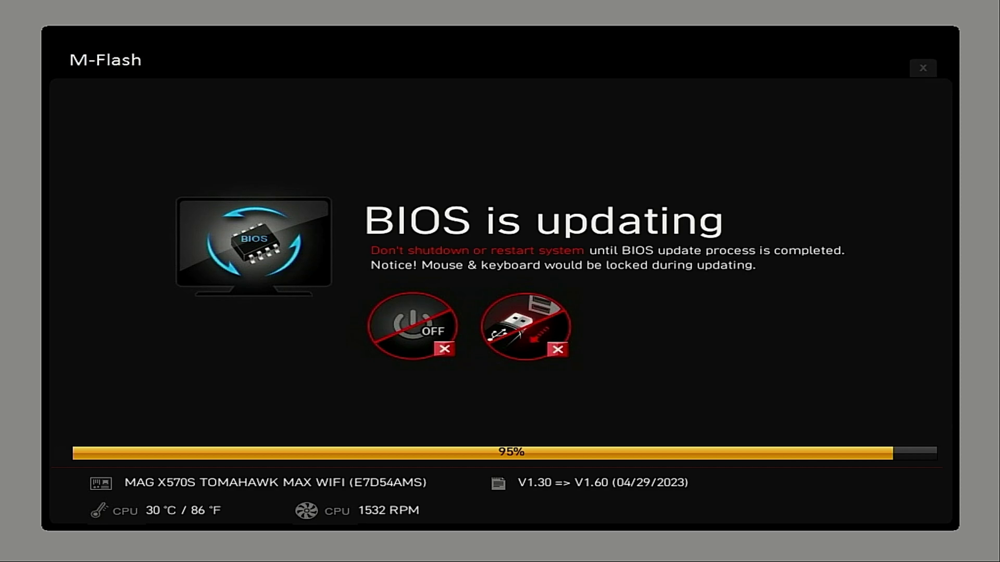 M-Flash
X
BIOS
BIOS is updating
Don't shutdown or restart system until BIOS update process is completed.
Notice! Mouse & keyboard would be locked during updating.
OFF
95%
MAG X570S TOMAHAWK MAX WIFI (E7D54AMS)
V1.30 => V1.60 (04/29/2023)
CPU 30 °C / 86 °F
CPU 1532 RPM